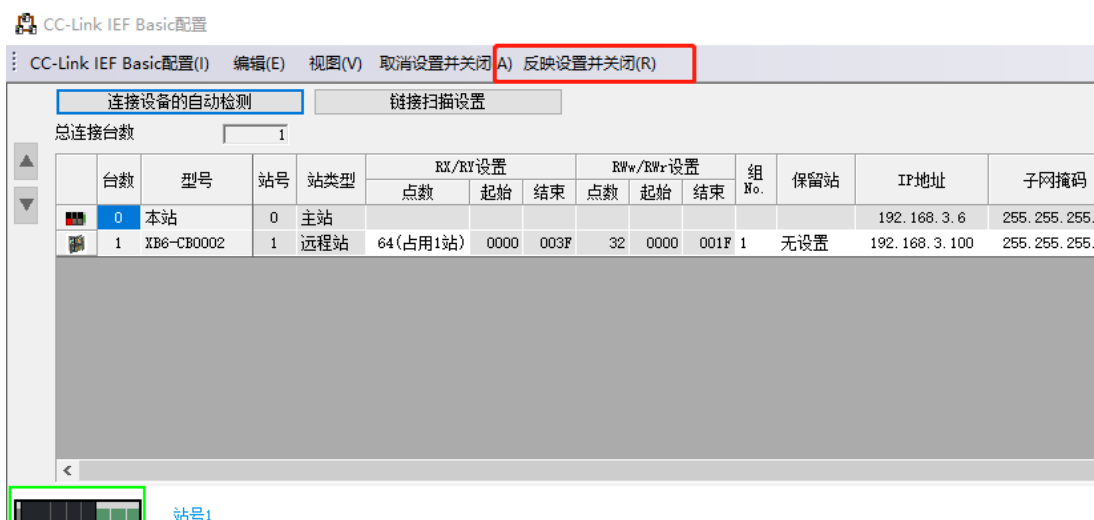 CC-Link IEF Basic配置
CC-Link IEF Basic配置(I) 编辑(E) 视图(V) 取消设置并关闭(A) 反映设置并关闭(R)
连接设备的自动检测 链接扫描设置
总连接台数 1
台数 型号 站号 站类型 RX/RY设置 RWw/RWr设置 组No. 保留站 IP地址 子网掩码
点数 起始 结束 点数 起始 结束
0 本站 0 主站 192.168.3.6 255.255.255.
1 XB6-CB0002 1 远程站 64(占用1站) 0000 003F 32 0000 001F 1 无设置 192.168.3.100 255.255.255.
站号1